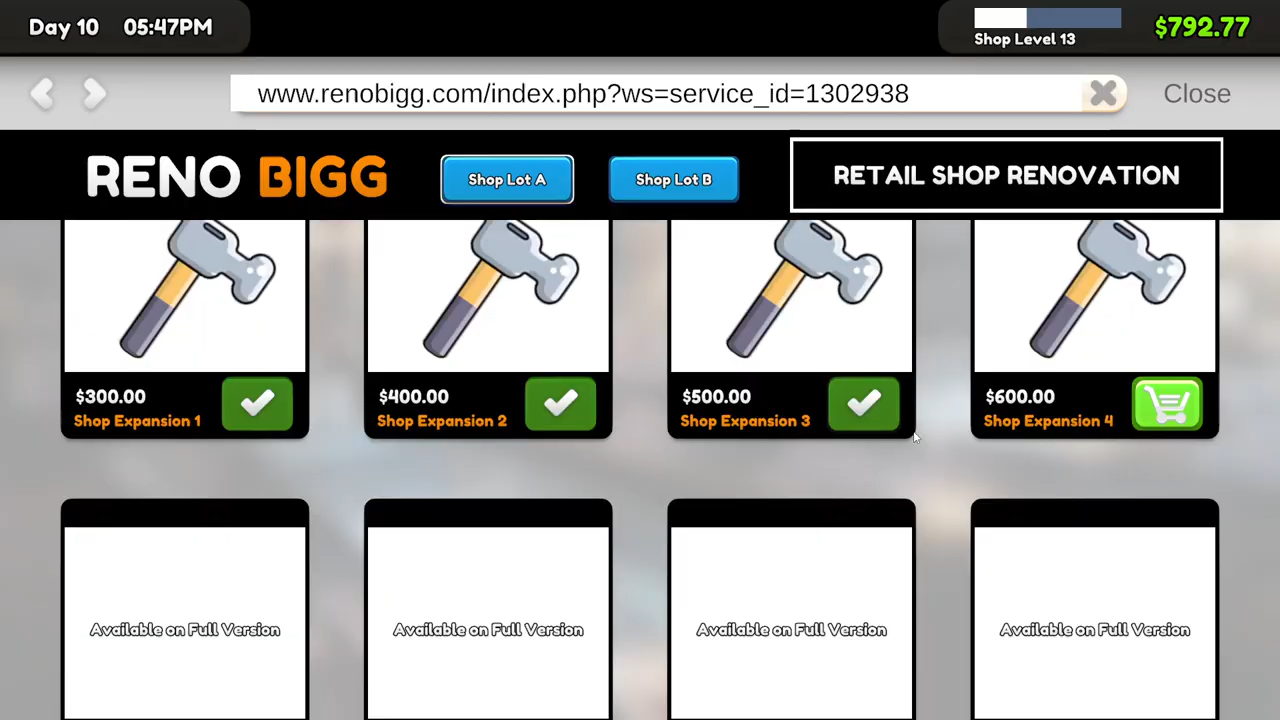 Day 10 05:47PM
Shop Level 13
$792.77
www.renobigg.com/index.php?ws=service_id=1302938
Close
RENO BIGG
Shop Lot A
Shop Lot B
RETAIL SHOP RENOVATION
$300.00
Shop Expansion 1
$400.00
Shop Expansion 2
$500.00
Shop Expansion 3
$600.00
Shop Expansion 4
Available on Full Version
Available on Full Version
Available on Full Version
Available on Full Version